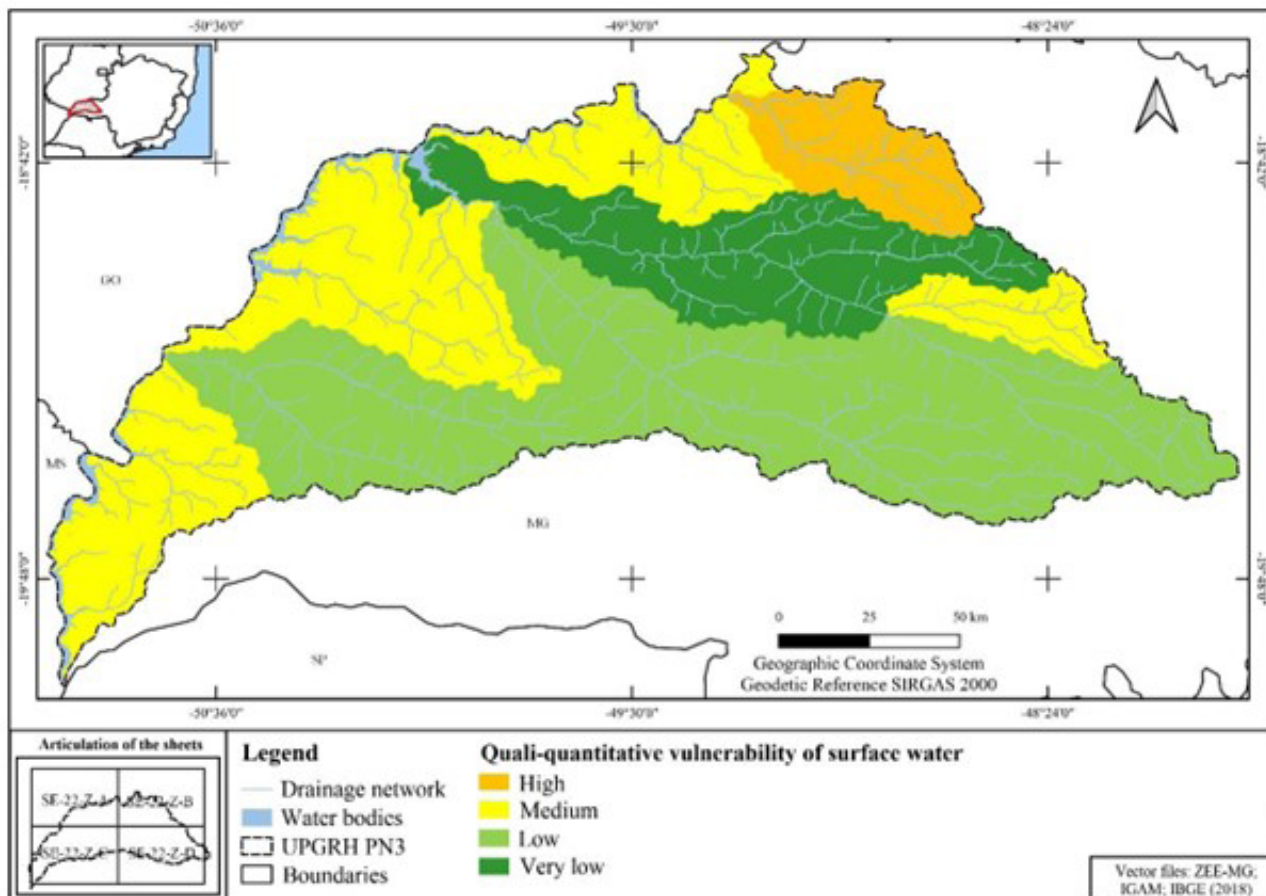 -50°36'0"
-49°30'0"
-48°24'0"
-18°42'0"
-18°42'0"
GO
MS
MG
SP
-19°48'0"
-19°48'0"
0 25 50 km
Geographic Coordinate System
Geodetic Reference SIRGAS 2000
-50°36'0"
-49°30'0"
-48°24'0"
Articulation of the sheets
SE-22-Z-A
SE-22-Z-B
SE-22-Z-C
SE-22-Z-D
Legend
Drainage network
Water bodies
UPGRH PN3
Boundaries
Quali-quantitative vulnerability of surface water
High
Medium
Low
Very low
Vector files: ZEE-MG;
IGAM; IBGE (2018)